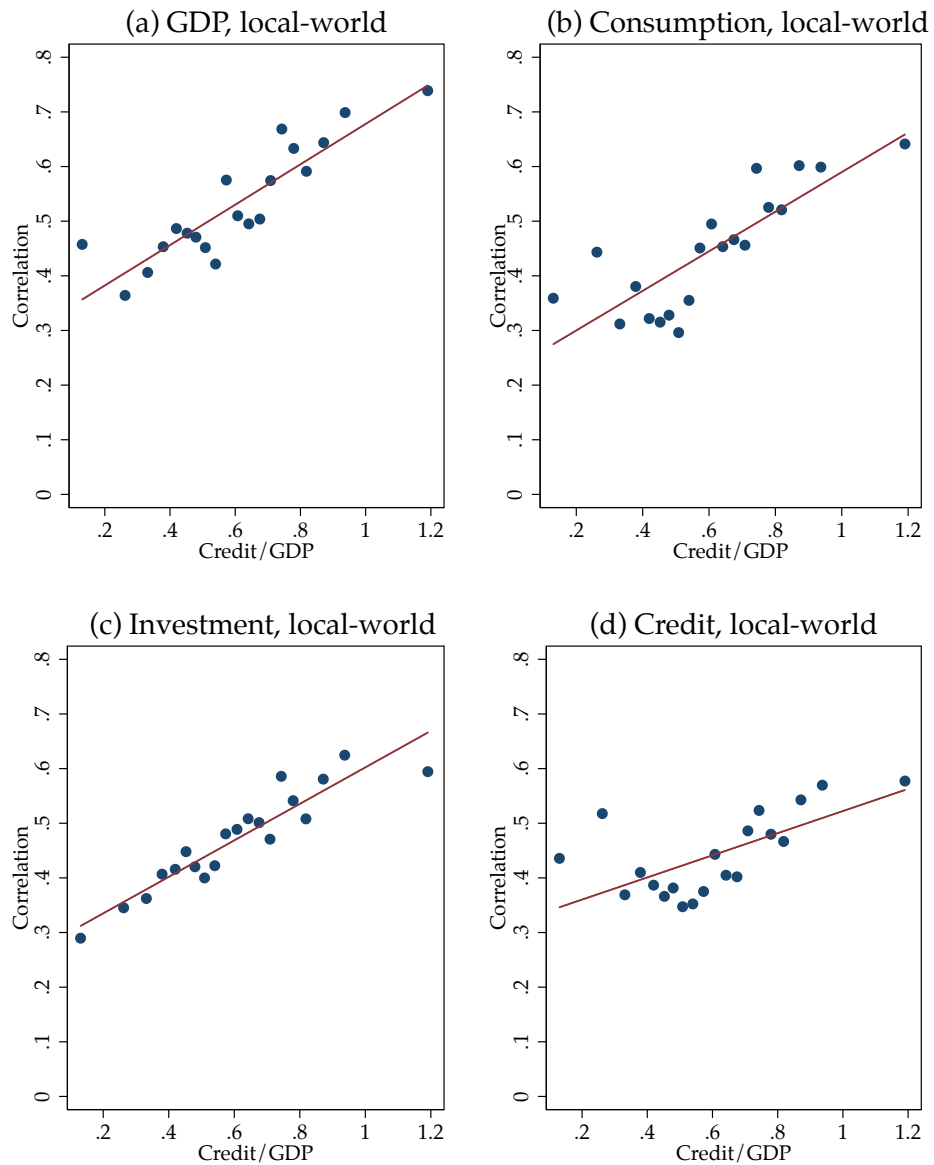 (a) GDP, local-world
Correlation
0 .1 .2 .3 .4 .5 .6 .7 .8
.2 .4 .6 .8 1 1.2
Credit/GDP
(b) Consumption, local-world
Correlation
0 .1 .2 .3 .4 .5 .6 .7 .8
.2 .4 .6 .8 1 1.2
Credit/GDP
(c) Investment, local-world
Correlation
0 .1 .2 .3 .4 .5 .6 .7 .8
.2 .4 .6 .8 1 1.2
Credit/GDP
(d) Credit, local-world
Correlation
0 .1 .2 .3 .4 .5 .6 .7 .8
.2 .4 .6 .8 1 1.2
Credit/GDP